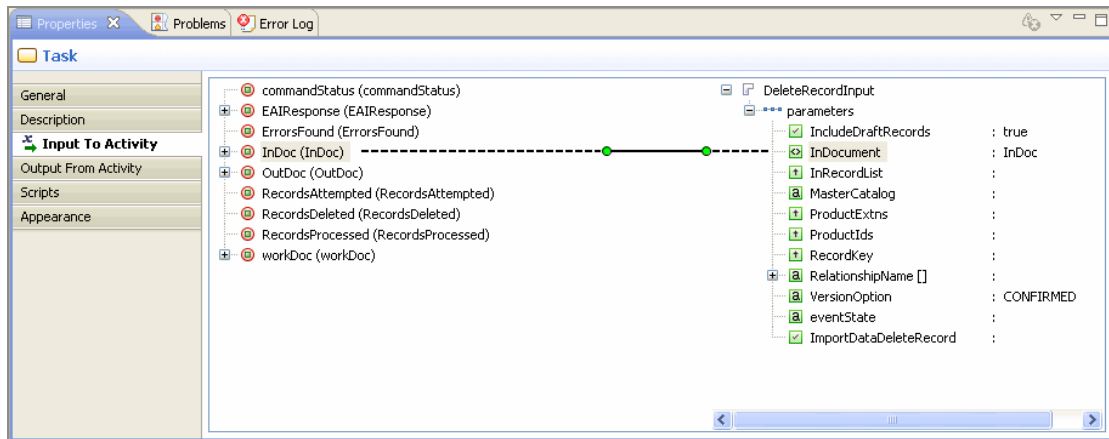 Properties Problems Error Log
Task
General
Description
Input To Activity
Output From Activity
Scripts
Appearance
commandStatus (commandStatus)
EAIResponse (EAIResponse)
ErrorsFound (ErrorsFound)
InDoc (InDoc)
OutDoc (OutDoc)
RecordsAttempted (RecordsAttempted)
RecordsDeleted (RecordsDeleted)
RecordsProcessed (RecordsProcessed)
workDoc (workDoc)
DeleteRecordInput
parameters
IncludeDraftRecords : true
InDocument : InDoc
InRecordList :
MasterCatalog :
ProductExtns :
ProductIds :
RecordKey :
RelationshipName [] :
VersionOption : CONFIRMED
eventState :
ImportDataDeleteRecord :